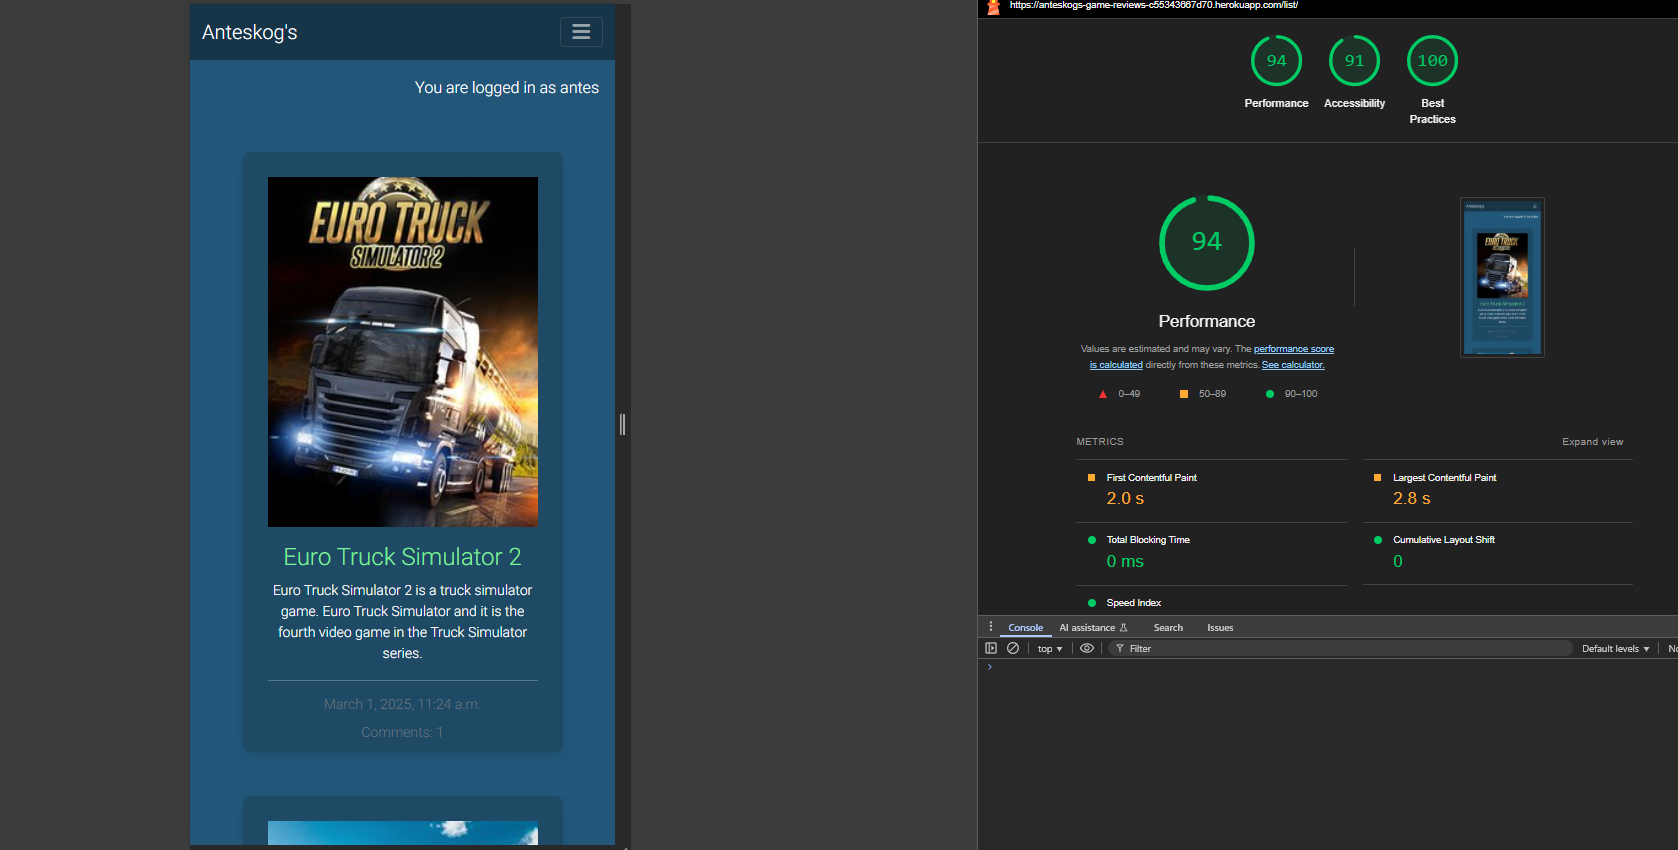 Anteskog's
You are logged in as antes
EURO TRUCK
SIMULATOR 2
Euro Truck Simulator 2
Euro Truck Simulator 2 is a truck simulator
game. Euro Truck Simulator and it is the
fourth video game in the Truck Simulator
series.
March 1, 2025, 11:24 a.m.
Comments: 1
https://anteskogs-game-reviews-c55343667d70.herokuapp.com/list/
94
91
100
Performance
Accessibility
Best
Practices
94
Performance
Values are estimated and may vary. The performance score
is calculated directly from these metrics. See calculator.
0–49
50–89
90–100
METRICS
Expand view
First Contentful Paint
2.0 s
Largest Contentful Paint
2.8 s
Total Blocking Time
0 ms
Cumulative Layout Shift
0
Speed Index
Console
AI assistance
Search
Issues
top
Filter
Default levels